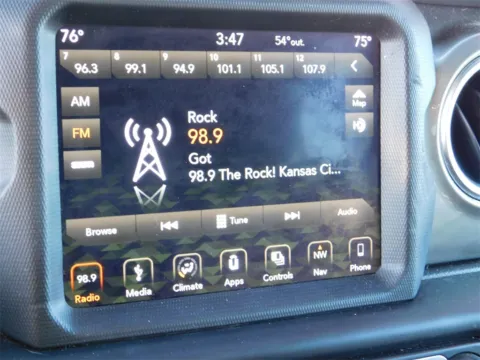 76° 3:47 54°out. 75°
7 8 9 10 11 12
96.3 99.1 94.9 101.1 105.1 107.9
AM
Map
Rock
FM
98.9
Got
98.9 The Rock! Kansas Ci...
Browse Tune Audio
98.9 NW
Radio Media Climate Apps Controls Nav Phone